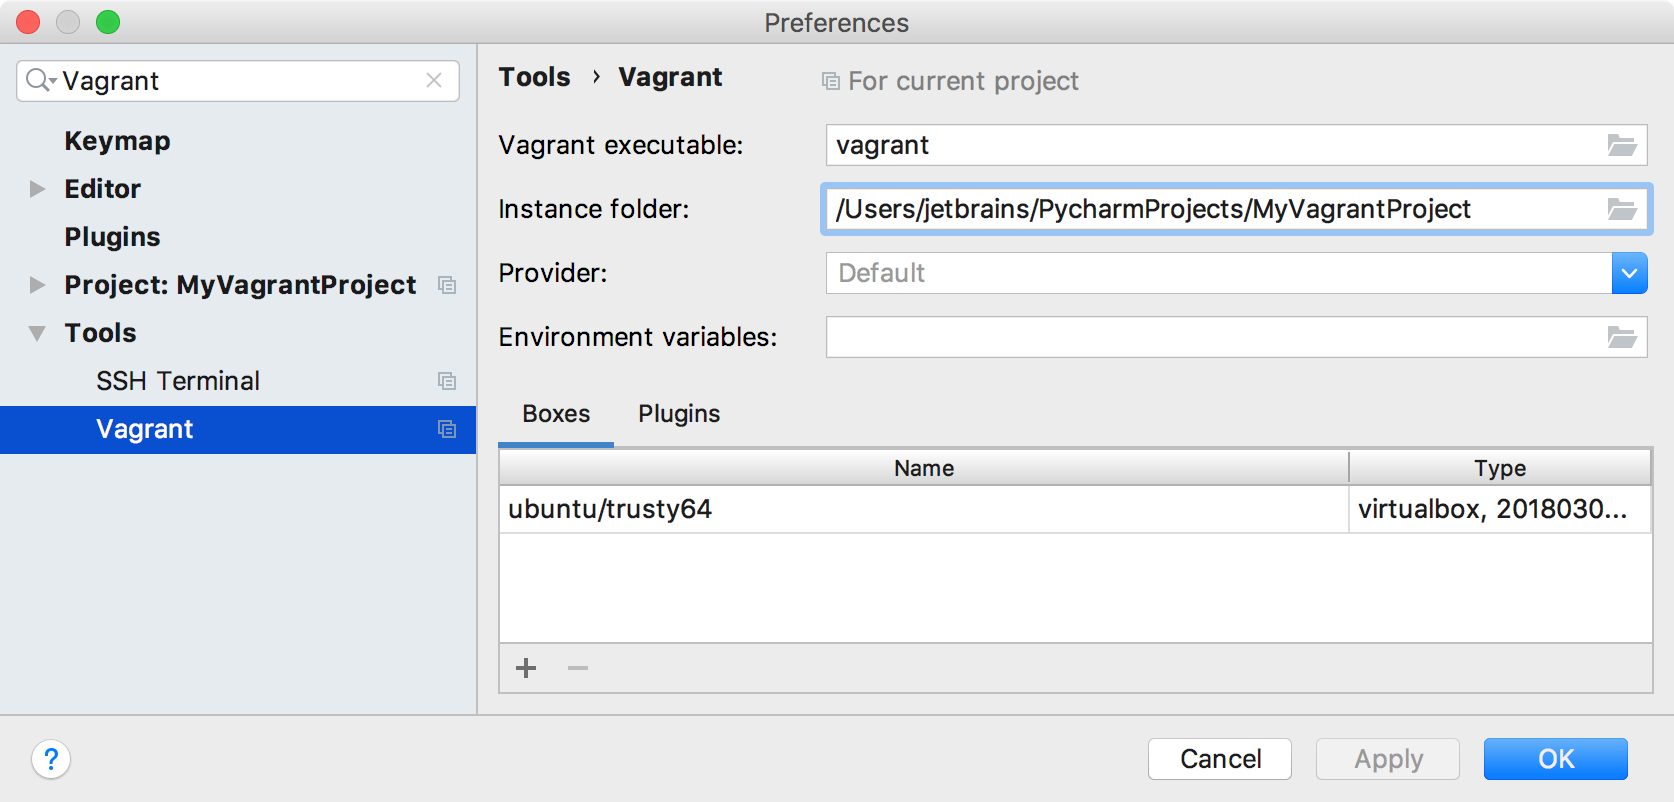 Preferences
Vagrant
Keymap
Editor
Plugins
Project: MyVagrantProject
Tools
SSH Terminal
Vagrant
Tools › Vagrant
For current project
Vagrant executable: vagrant
Instance folder: /Users/jetbrains/PycharmProjects/MyVagrantProject
Provider: Default
Environment variables:
Boxes Plugins
Name Type
ubuntu/trusty64 virtualbox, 2018030...
? Cancel Apply OK